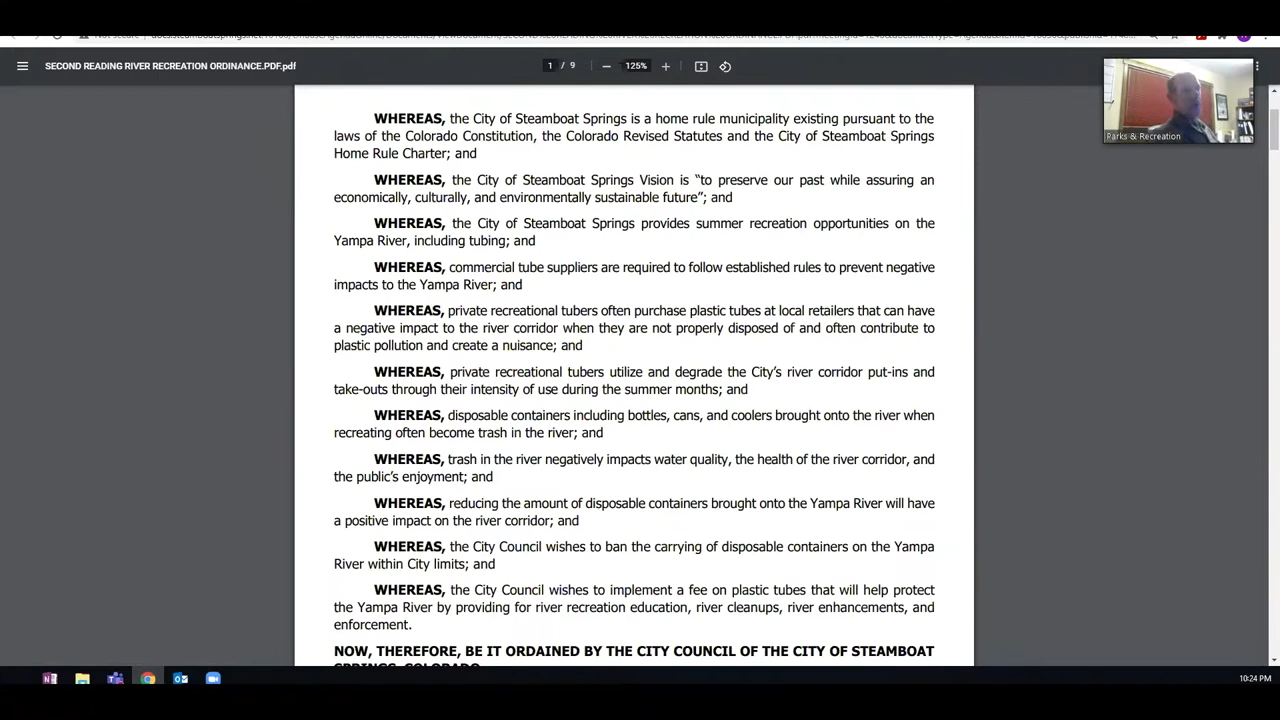 SECOND READING RIVER RECREATION ORDINANCE.PDF.pdf
1 / 9
125%
Parks & Recreation
WHEREAS, the City of Steamboat Springs is a home rule municipality existing pursuant to the
laws of the Colorado Constitution, the Colorado Revised Statutes and the City of Steamboat Springs
Home Rule Charter; and
WHEREAS, the City of Steamboat Springs Vision is “to preserve our past while assuring an
economically, culturally, and environmentally sustainable future”; and
WHEREAS, the City of Steamboat Springs provides summer recreation opportunities on the
Yampa River, including tubing; and
WHEREAS, commercial tube suppliers are required to follow established rules to prevent negative
impacts to the Yampa River; and
WHEREAS, private recreational tubers often purchase plastic tubes at local retailers that can have
a negative impact to the river corridor when they are not properly disposed of and often contribute to
plastic pollution and create a nuisance; and
WHEREAS, private recreational tubers utilize and degrade the City’s river corridor put-ins and
take-outs through their intensity of use during the summer months; and
WHEREAS, disposable containers including bottles, cans, and coolers brought onto the river when
recreating often become trash in the river; and
WHEREAS, trash in the river negatively impacts water quality, the health of the river corridor, and
the public’s enjoyment; and
WHEREAS, reducing the amount of disposable containers brought onto the Yampa River will have
a positive impact on the river corridor; and
WHEREAS, the City Council wishes to ban the carrying of disposable containers on the Yampa
River within City limits; and
WHEREAS, the City Council wishes to implement a fee on plastic tubes that will help protect
the Yampa River by providing for river recreation education, river cleanups, river enhancements, and
enforcement.
NOW, THEREFORE, BE IT ORDAINED BY THE CITY COUNCIL OF THE CITY OF STEAMBOAT
SPRINGS, COLORADO
10:24 PM